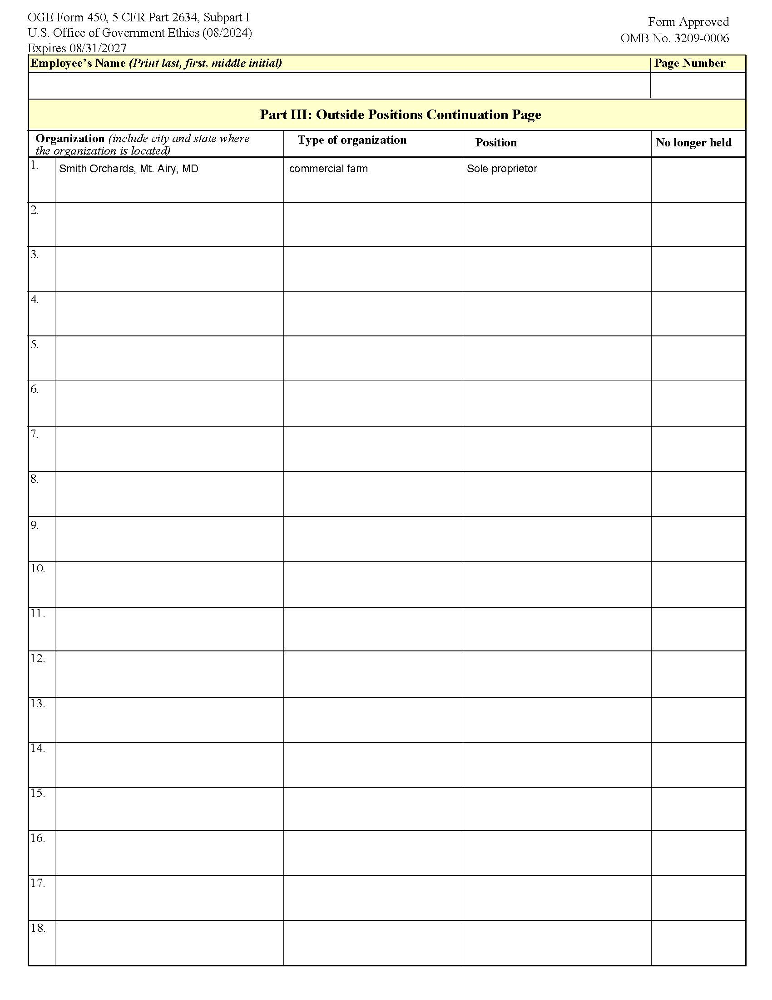 OGE Form 450, 5 CFR Part 2634, Subpart I
U.S. Office of Government Ethics (08/2024)
Expires 08/31/2027
Form Approved
OMB No. 3209-0006
Employee’s Name (Print last, first, middle initial)
Page Number
Part III: Outside Positions Continuation Page
Organization (include city and state where
the organization is located)
Type of organization
Position
No longer held
1. Smith Orchards, Mt. Airy, MD commercial farm Sole proprietor
2.
3.
4.
5.
6.
7.
8.
9.
10.
11.
12.
13.
14.
15.
16.
17.
18.